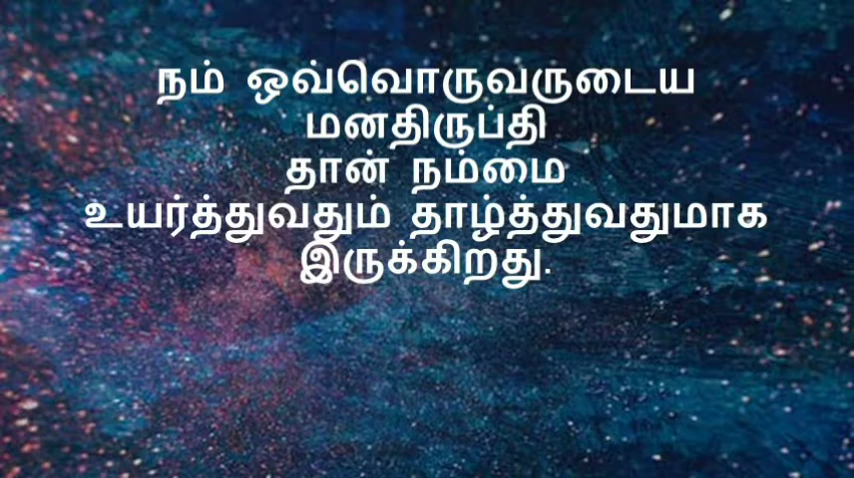 நம் ஒவ்வொருவருடைய
மனதிருப்தி
தான் நம்மை
உயர்த்துவதும் தாழ்த்துவதுமாக
இருக்கிறது.